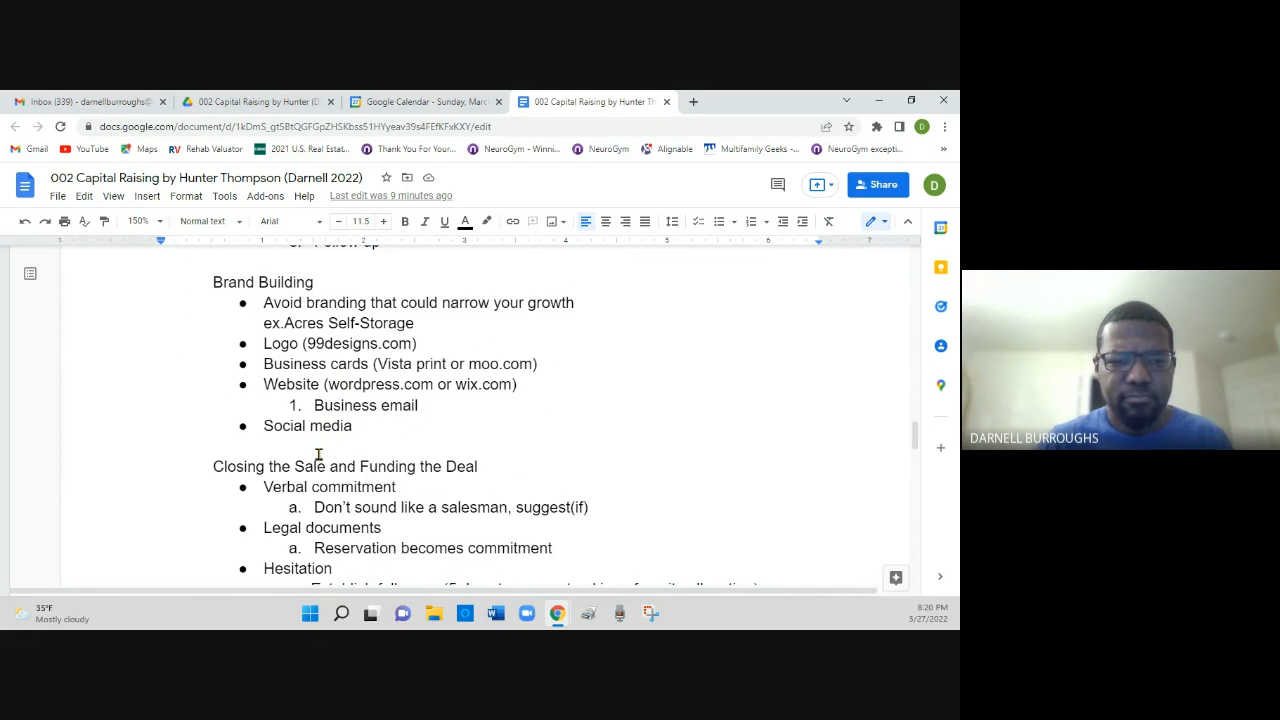 Inbox (339) - darnellburroughs@
002 Capital Raising by Hunter (D
Google Calendar - Sunday, Marc
002 Capital Raising by Hunter Th
docs.google.com/document/d/1kDmS_gt5BtQGFGpZHSKbss51HYyeav39s4FEfKFxKXY/edit
Gmail
YouTube
Maps
RV Rehab Valuator
2021 U.S. Real Estat...
Thank You For Your...
NeuroGym - Winni...
NeuroGym
Alignable
Multifamily Geeks -...
NeuroGym excepti...
002 Capital Raising by Hunter Thompson (Darnell 2022)
Share
D
File Edit View Insert Format Tools Add-ons Help Last edit was 9 minutes ago
150% Normal text Arial 11.5
Brand Building
● Avoid branding that could narrow your growth
ex.Acres Self-Storage
● Logo (99designs.com)
● Business cards (Vista print or moo.com)
● Website (wordpress.com or wix.com)
1. Business email
● Social media
Closing the Sale and Funding the Deal
● Verbal commitment
a. Don't sound like a salesman, suggest(if)
● Legal documents
a. Reservation becomes commitment
● Hesitation
DARNELL BURROUGHS
35°F
Mostly cloudy
8:20 PM
3/27/2022